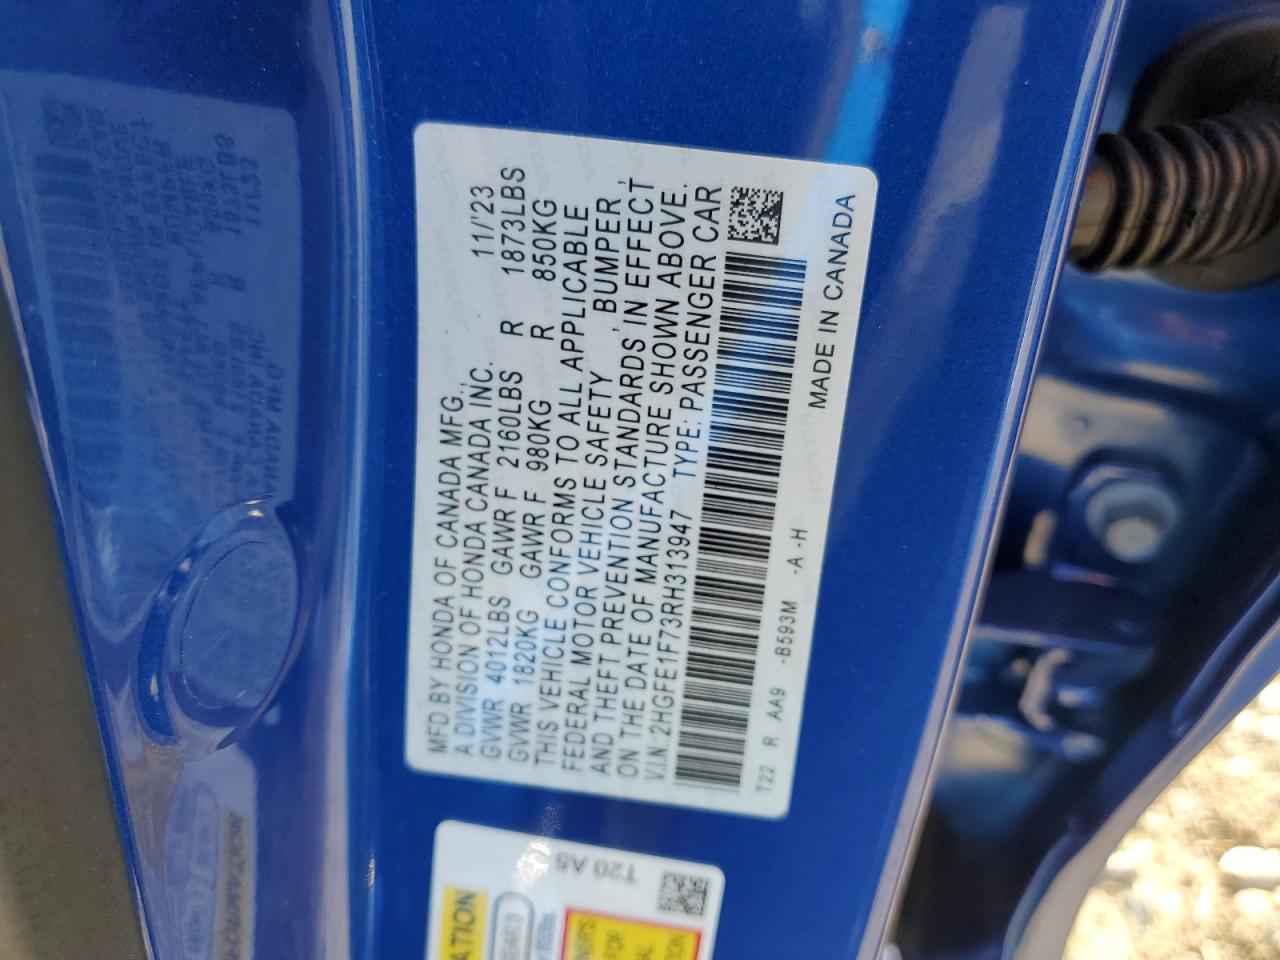 MFD BY HONDA OF CANADA MFG., 11/'23
A DIVISION OF HONDA CANADA INC.
GVWR 4012LBS GAWR F 2160LBS R 1873LBS
GVWR 1820KG GAWR F 980KG R 850KG
THIS VEHICLE CONFORMS TO ALL APPLICABLE
FEDERAL MOTOR VEHICLE SAFETY, BUMPER,
AND THEFT PREVENTION STANDARDS IN EFFECT
ON THE DATE OF MANUFACTURE SHOWN ABOVE.
V.I.N.:2HGFE1F73RH313947 TYPE: PASSENGER CAR
T22 R AA9 -B593M -A -H MADE IN CANADA
T20 A5
ATION
FOR